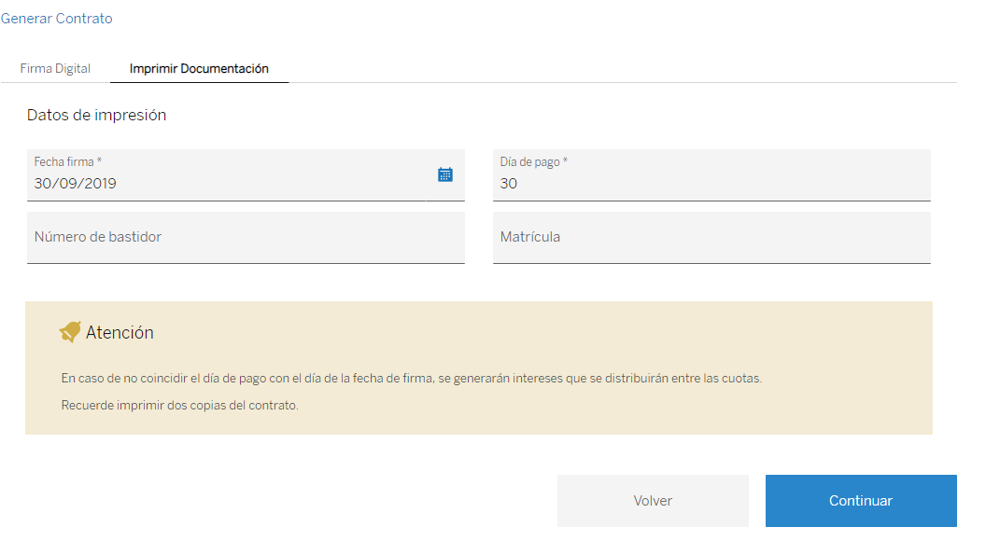 Generar Contrato
Firma Digital
Imprimir Documentación
Datos de impresión
Fecha firma *
30/09/2019
Día de pago *
30
Número de bastidor
Matrícula
Atención
En caso de no coincidir el día de pago con el día de la fecha de firma, se generarán intereses que se distribuirán entre las cuotas.
Recuerde imprimir dos copias del contrato.
Volver
Continuar